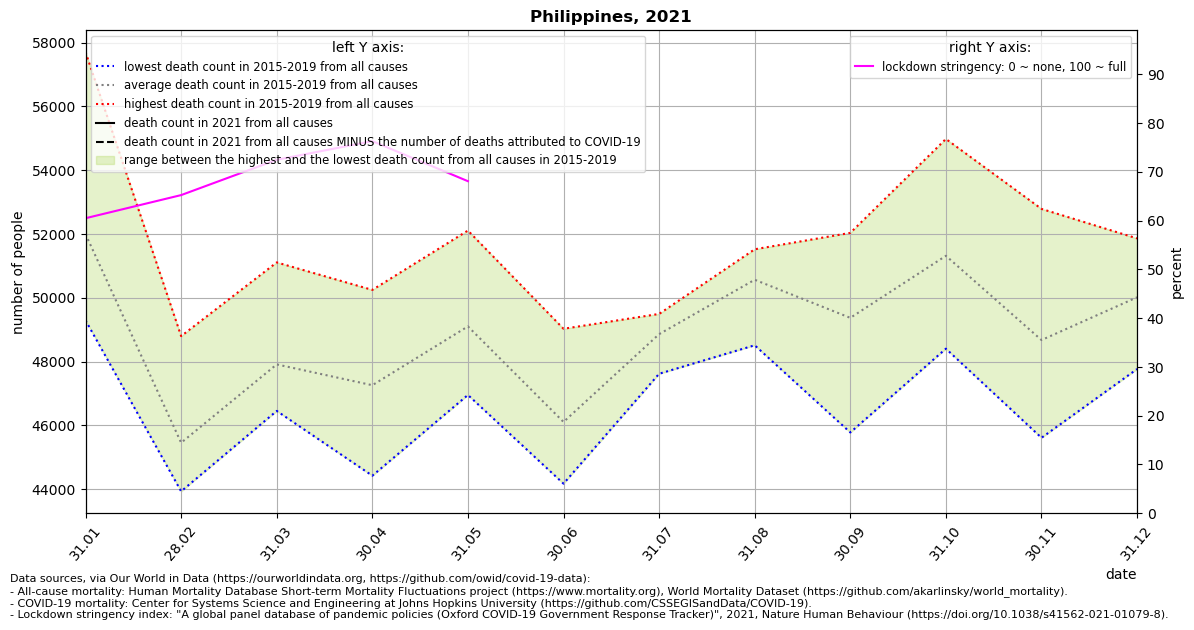 Philippines, 2021
left Y axis:
lowest death count in 2015-2019 from all causes
average death count in 2015-2019 from all causes
highest death count in 2015-2019 from all causes
death count in 2021 from all causes
death count in 2021 from all causes MINUS the number of deaths attributed to COVID-19
range between the highest and the lowest death count from all causes in 2015-2019
right Y axis:
lockdown stringency: 0 ~ none, 100 ~ full
number of people
58000
56000
54000
52000
50000
48000
46000
44000
percent
90
80
70
60
50
40
30
20
10
0
31.01
28.02
31.03
30.04
31.05
30.06
31.07
31.08
30.09
31.10
30.11
31.12
date
Data sources, via Our World in Data (https://ourworldindata.org, https://github.com/owid/covid-19-data):
- All-cause mortality: Human Mortality Database Short-term Mortality Fluctuations project (https://www.mortality.org), World Mortality Dataset (https://github.com/akarlinsky/world_mortality).
- COVID-19 mortality: Center for Systems Science and Engineering at Johns Hopkins University (https://github.com/CSSEGISandData/COVID-19).
- Lockdown stringency index: "A global panel database of pandemic policies (Oxford COVID-19 Government Response Tracker)", 2021, Nature Human Behaviour (https://doi.org/10.1038/s41562-021-01079-8).